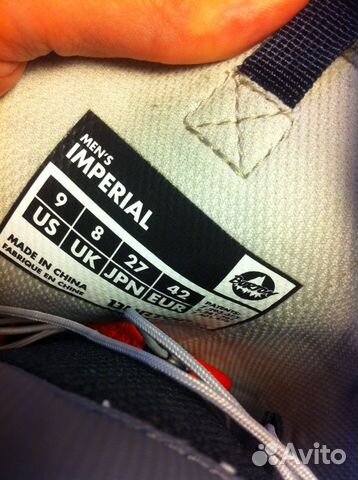 MEN'S
IMPERIAL
9 8 27 42
US UK JPN EUR
MADE IN CHINA
FABRIQUE EN CHINE
Avito